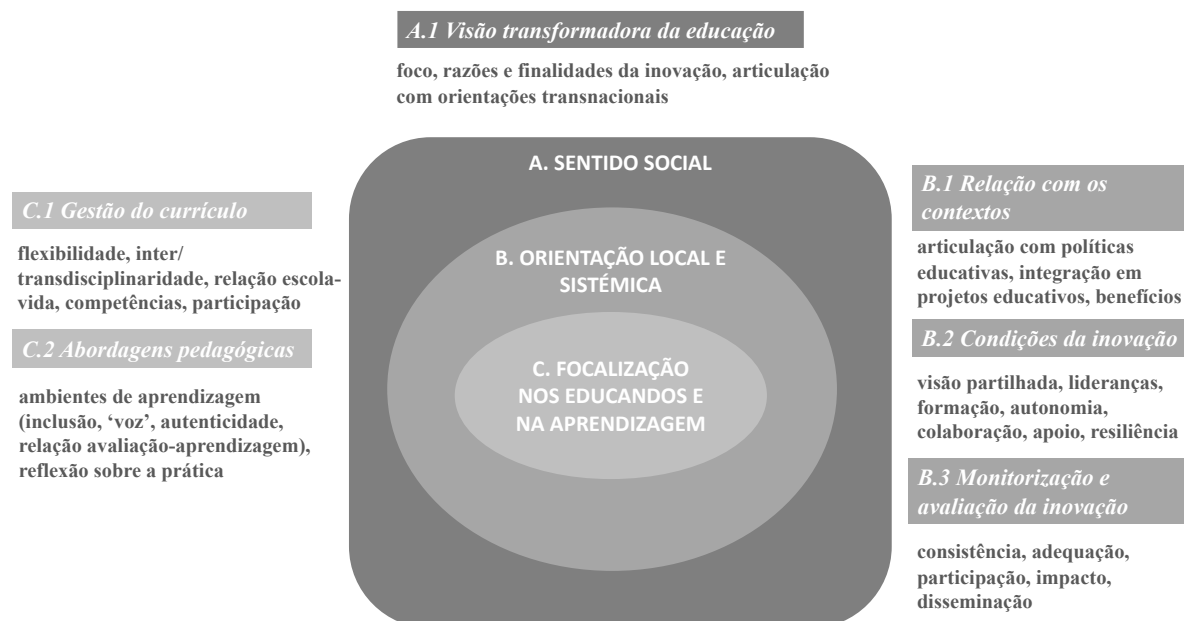 A.1 Visão transformadora da educação
foco, razões e finalidades da inovação, articulação
com orientações transnacionais
A. SENTIDO SOCIAL
B. ORIENTAÇÃO LOCAL E
SISTÉMICA
C. FOCALIZAÇÃO
NOS EDUCANDOS E
NA APRENDIZAGEM
C.1 Gestão do currículo
flexibilidade, inter/
transdisciplinaridade, relação escola-
vida, competências, participação
C.2 Abordagens pedagógicas
ambientes de aprendizagem
(inclusão, ‘voz’, autenticidade,
relação avaliação-aprendizagem),
reflexão sobre a prática
B.1 Relação com os
contextos
articulação com políticas
educativas, integração em
projetos educativos, benefícios
B.2 Condições da inovação
visão partilhada, lideranças,
formação, autonomia,
colaboração, apoio, resiliência
B.3 Monitorização e
avaliação da inovação
consistência, adequação,
participação, impacto,
disseminação